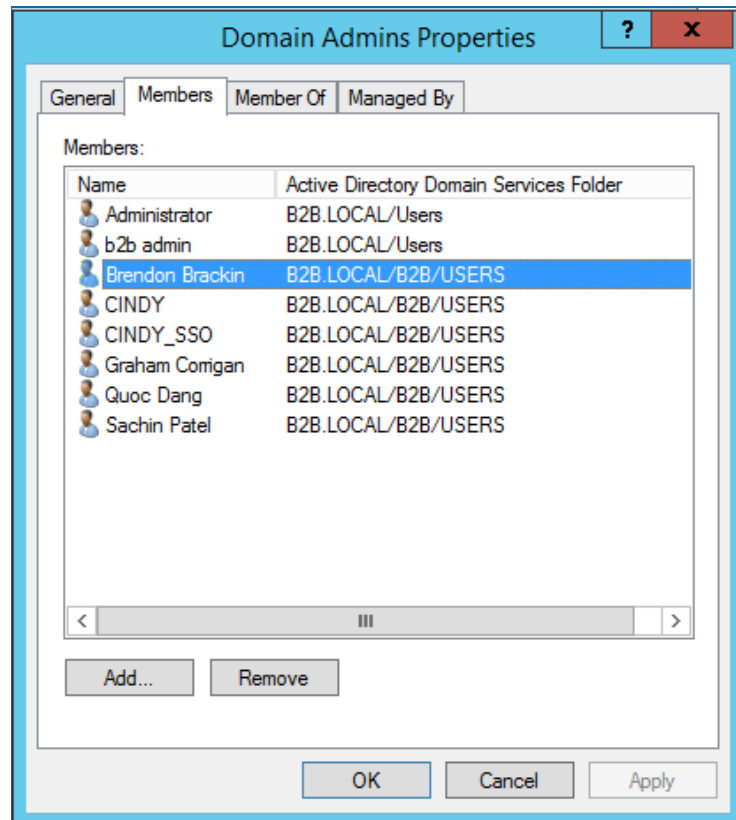 Domain Admins Properties ? x
General Members Member Of Managed By
Members:
Name Active Directory Domain Services Folder
Administrator B2B.LOCAL/Users
b2b admin B2B.LOCAL/Users
Brendon Brackin B2B.LOCAL/B2B/USERS
CINDY B2B.LOCAL/B2B/USERS
CINDY_SSO B2B.LOCAL/B2B/USERS
Graham Corrigan B2B.LOCAL/B2B/USERS
Quoc Dang B2B.LOCAL/B2B/USERS
Sachin Patel B2B.LOCAL/B2B/USERS
Add... Remove
OK Cancel Apply